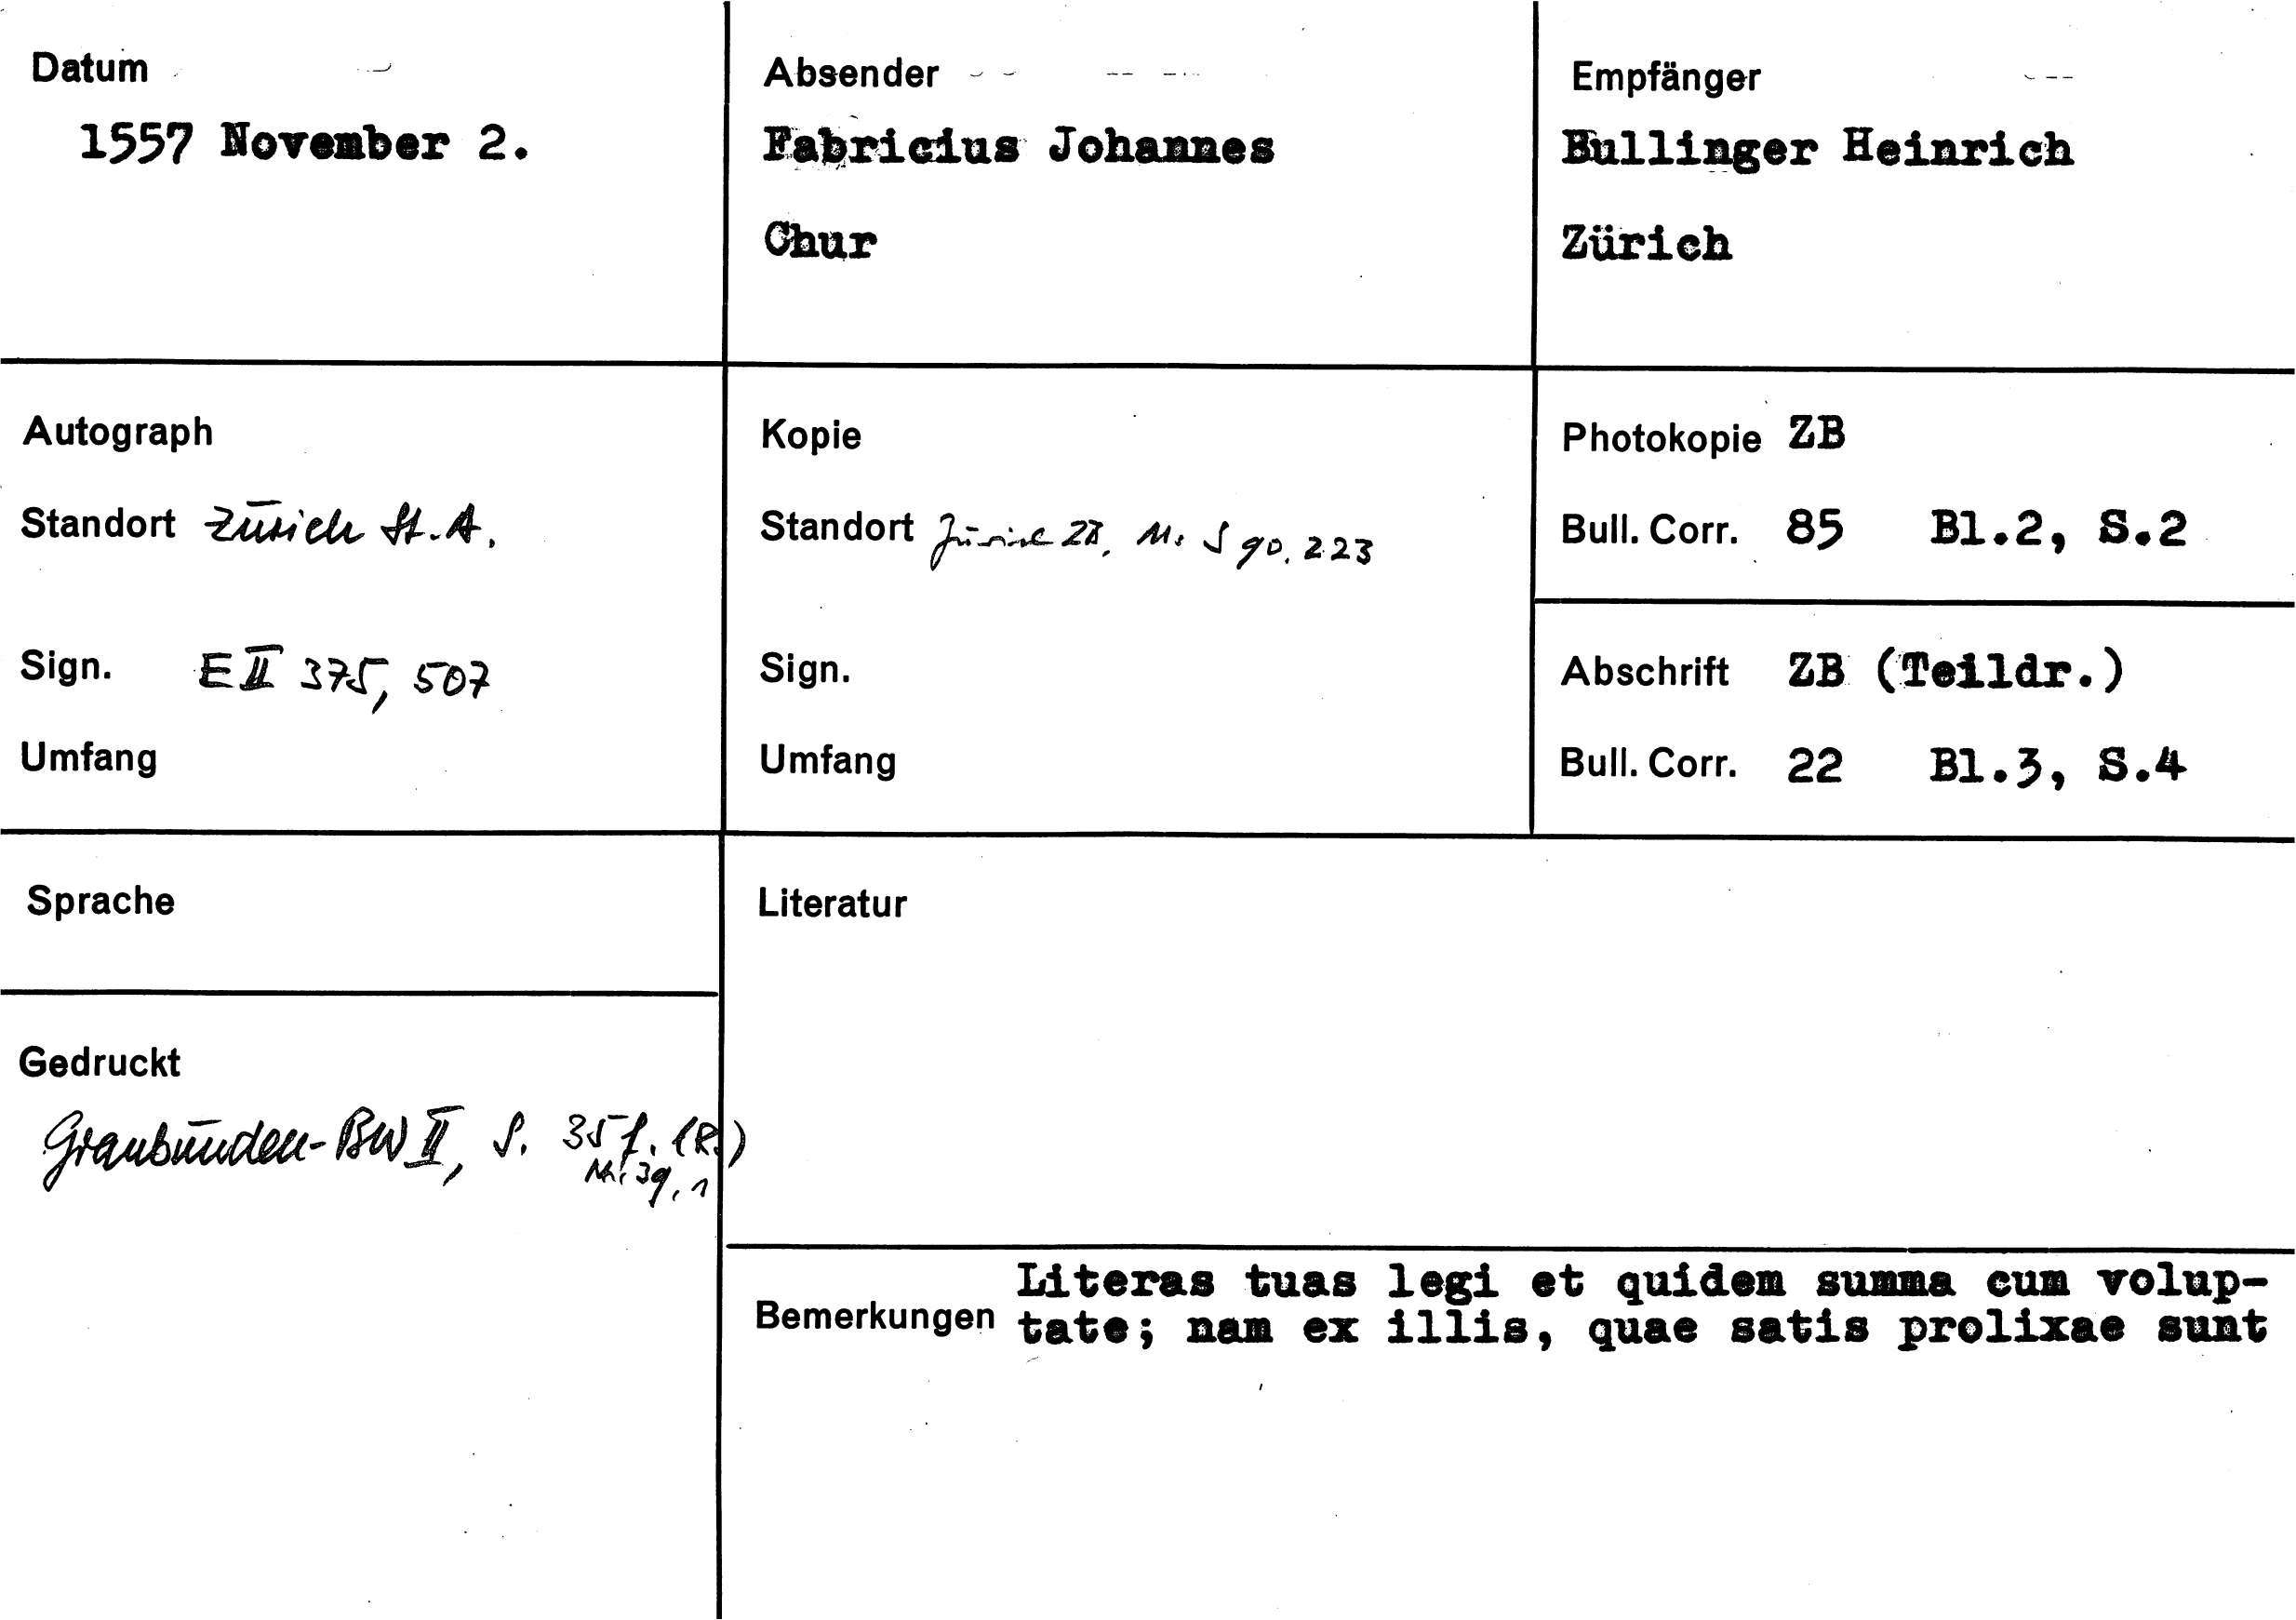 Datum
1557 November 2.
Absender
Fabricius Johannes
Chur
Empfänger
Bullinger Heinrich
Zürich
Autograph
Standort Zürich St.A.
Sign. E II 375, 507
Umfang
Kopie
Standort Zürich ZB, Ms S 90, 223
Sign.
Umfang
Photokopie ZB
Bull. Corr. 85 Bl.2, S.2
Abschrift ZB (Teildr.)
Bull. Corr. 22 Bl.3, S.4
Sprache
Gedruckt
Graubünden-BW II, S. 35f. (R.)
Nr. 39, 1
Literatur
Bemerkungen
Literas tuas legi et quidem summa cum volup-
tate; nam ex illis, quae satis prolixae sunt